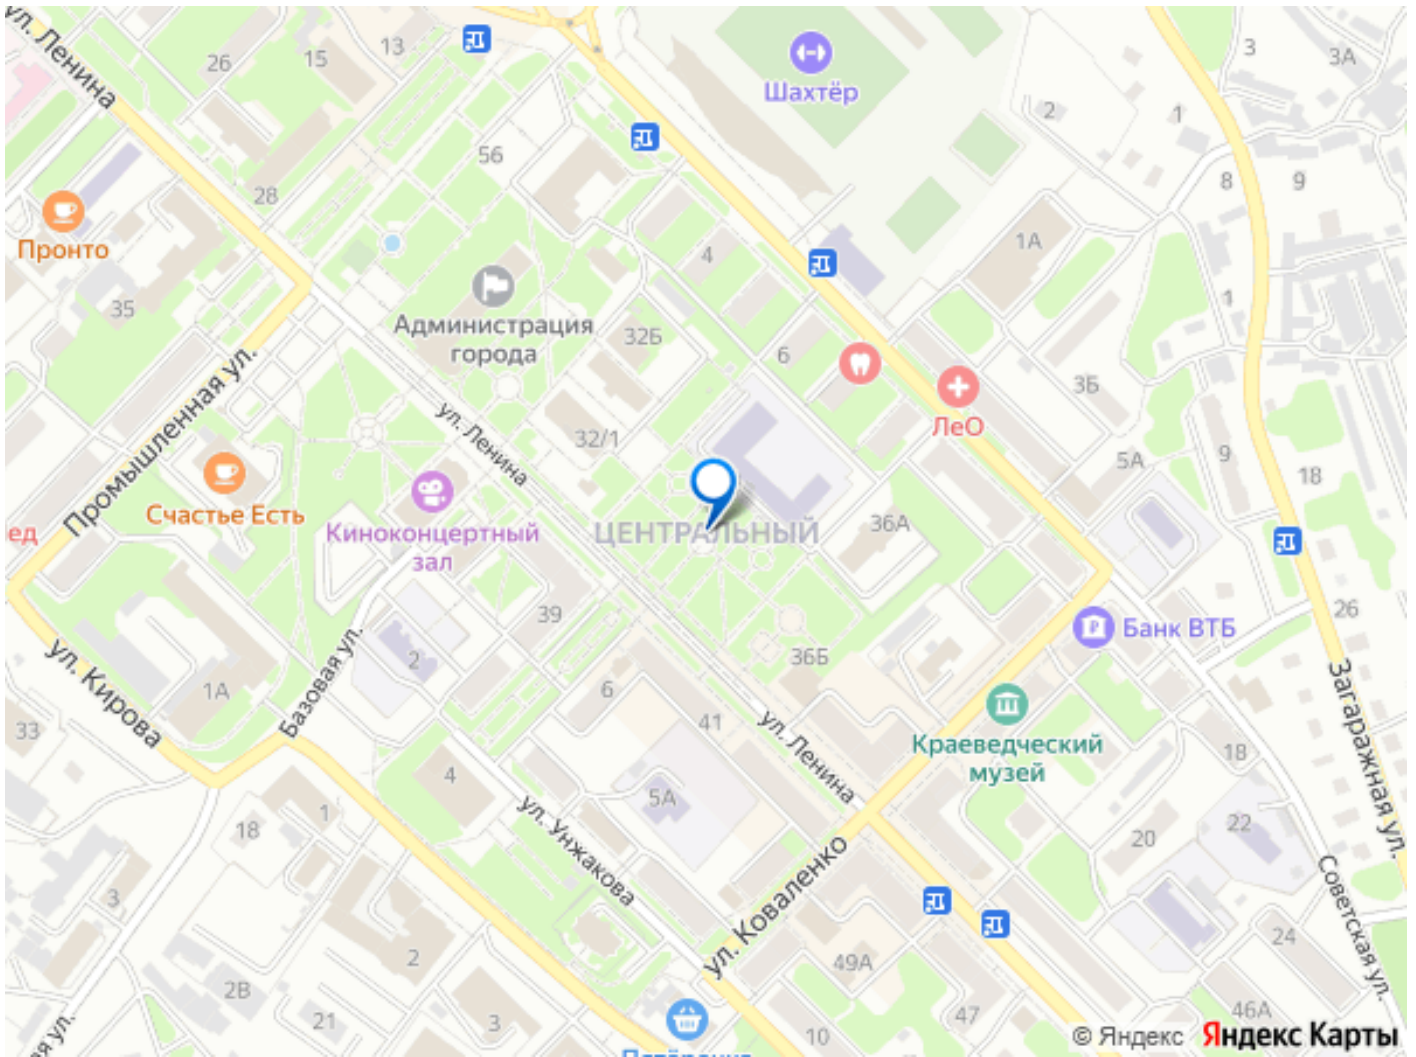 ул. Ленина
26
15
13
Шахтёр
3
3А
2
1
56
28
8
9
Пронто
4
1А
35
1
Администрация
города
32Б
6
3Б
Промышленная ул.
ул. Ленина
32/1
ЛеО
5А
9
18
Счастье Есть
Киноконцертный
зал
ЦЕНТРАЛЬНЫЙ
36А
ед
39
26
Банк ВТБ
ул. Кирова
1А
Базовая ул.
2
36Б
6
41
ул. Ленина
Краеведческий
музей
Загаражная ул.
33
18
4
5А
ул. Унжакова
18
1
20
22
ул. Коваленко
Советская ул.
3
2
49А
24
2В
21
3
10
47
46А
я ул.
© Яндекс Яндекс Карты